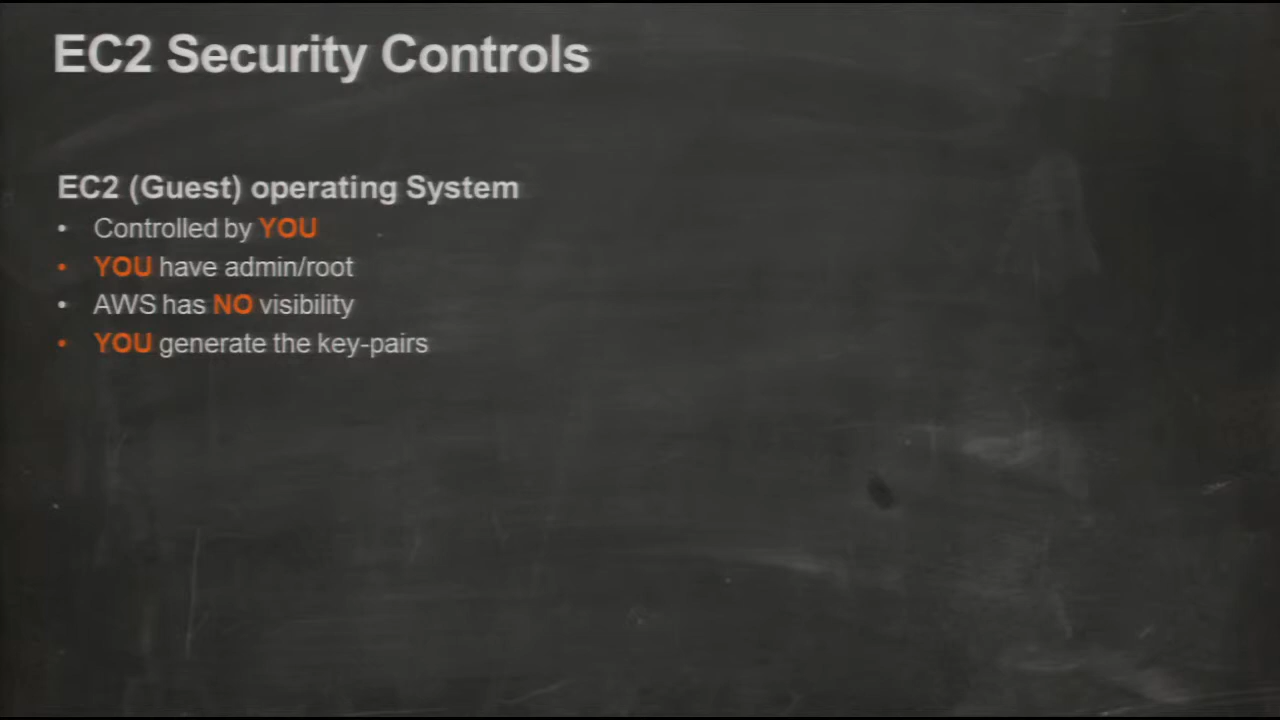 EC2 Security Controls
EC2 (Guest) operating System
• Controlled by YOU
• YOU have admin/root
• AWS has NO visibility
• YOU generate the key-pairs